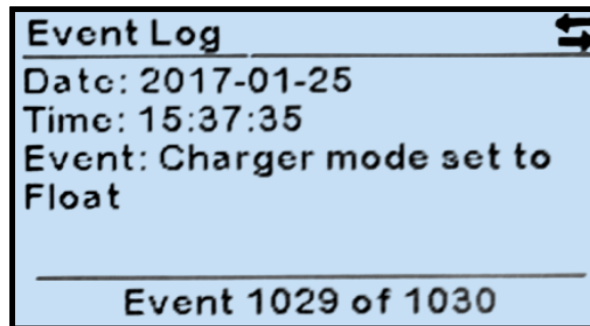 Event Log
Date: 2017-01-25
Time: 15:37:35
Event: Charger mode set to
Float
Event 1029 of 1030